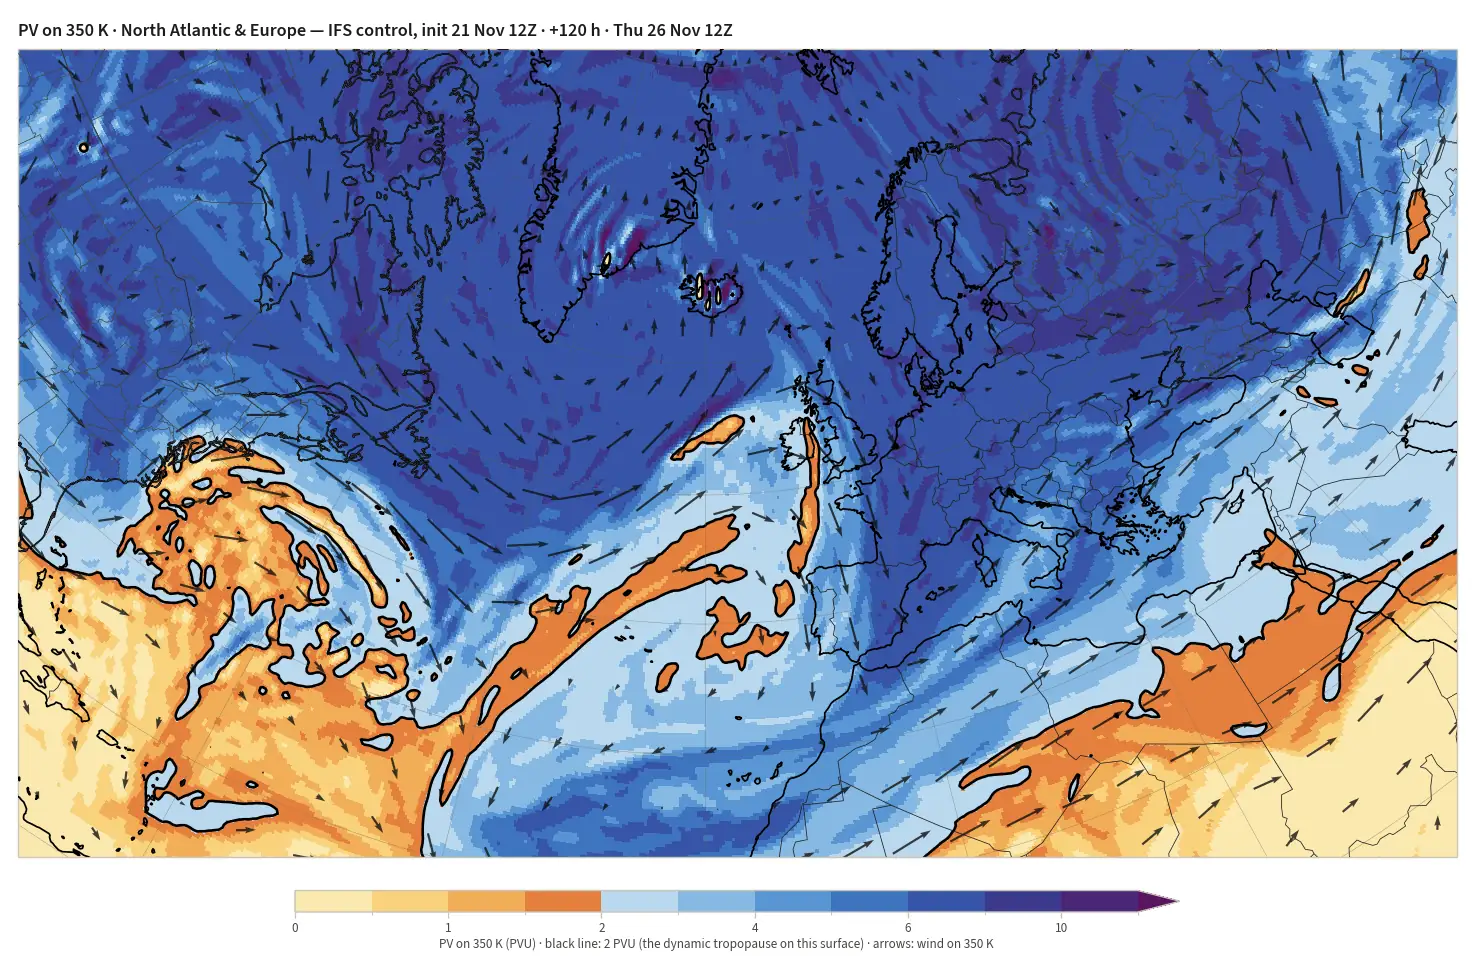 PV on 350 K · North Atlantic & Europe — IFS control, init 21 Nov 12Z · +120 h · Thu 26 Nov 12Z
0 1 2 4 6 10
PV on 350 K (PVU) · black line: 2 PVU (the dynamic tropopause on this surface) · arrows: wind on 350 K